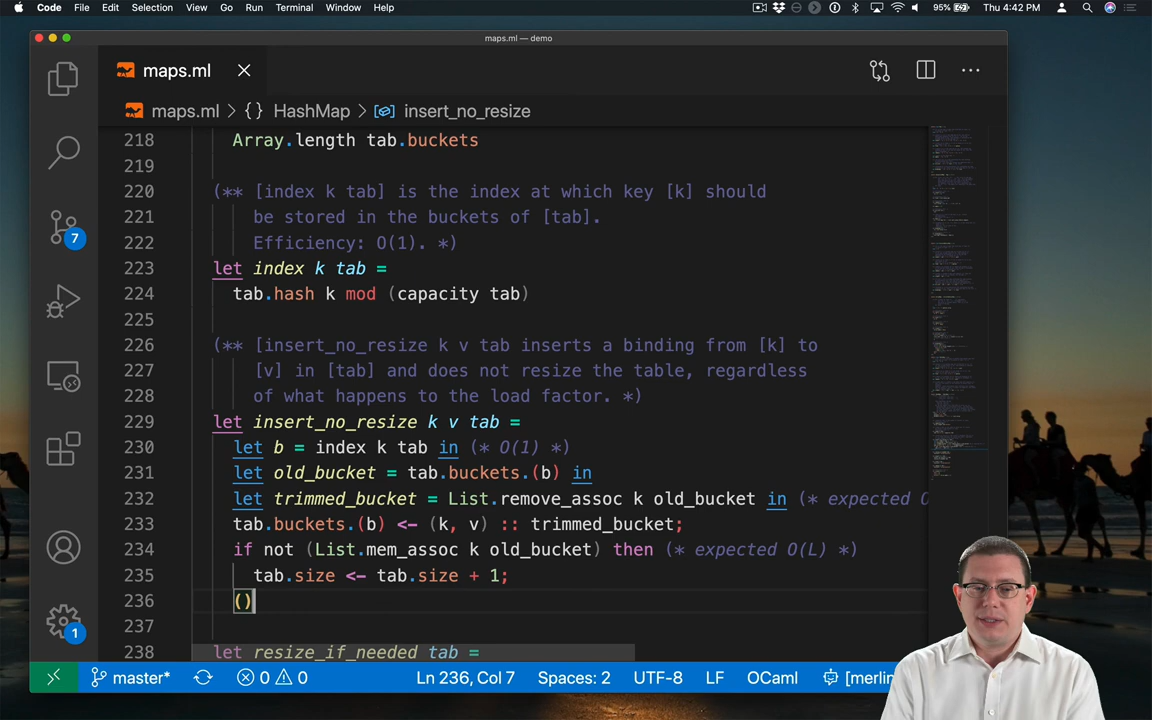 Code File Edit Selection View Go Run Terminal Window Help 95% Thu 4:42 PM
maps.ml — demo
maps.ml
maps.ml > {} HashMap > insert_no_resize
218 Array.length tab.buckets
219
220 (** [index k tab] is the index at which key [k] should
221 be stored in the buckets of [tab].
222 Efficiency: O(1). *)
223 let index k tab =
224 tab.hash k mod (capacity tab)
225
226 (** [insert_no_resize k v tab inserts a binding from [k] to
227 [v] in [tab] and does not resize the table, regardless
228 of what happens to the load factor. *)
229 let insert_no_resize k v tab =
230 let b = index k tab in (* O(1) *)
231 let old_bucket = tab.buckets.(b) in
232 let trimmed_bucket = List.remove_assoc k old_bucket in (* expected O
233 tab.buckets.(b) <- (k, v) :: trimmed_bucket;
234 if not (List.mem_assoc k old_bucket) then (* expected O(L) *)
235 tab.size <- tab.size + 1;
236 ()
237
238 let resize_if_needed tab =
7
1
master* 0 0 Ln 236, Col 7 Spaces: 2 UTF-8 LF OCaml [merlin